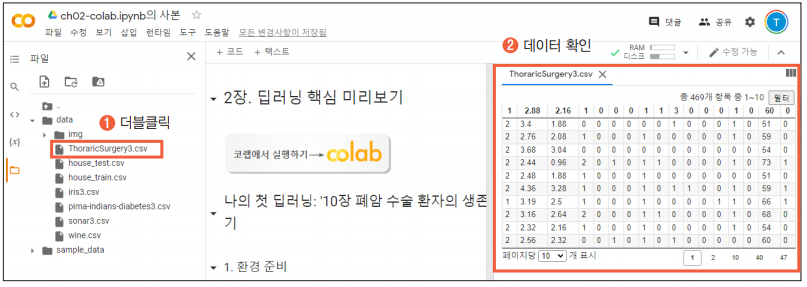 ch02-colab.ipynb의 사본
파일 수정 보기 삽입 런타임 도구 도움말 모든 변경사항이 저장됨
댓글 공유 T
파일
+ 코드 + 텍스트
2 데이터 확인
RAM
디스크
수정 가능
..
data
1 더블클릭
img
ThoraricSurgery3.csv
house_test.csv
house_train.csv
iris3.csv
pima-indians-diabetes3.csv
sonar3.csv
wine.csv
sample_data
{x}
2장. 딥러닝 핵심 미리보기
코랩에서 실행하기 → colab
나의 첫 딥러닝: '10장 폐암 수술 환자의 생존
기
1. 환경 준비
ThoraricSurgery3.csv
총 469개 항목 중 1~10 필터
1 2.88 2.16 1 0 0 0 1 1 3 0 0 0 1 0 60 0
2 3.4 1.88 0 0 0 0 0 0 1 0 0 0 1 0 51 0
2 2.76 2.08 1 0 0 0 1 0 0 0 0 0 1 0 59 0
2 3.68 3.04 0 0 0 0 0 0 0 0 0 0 0 0 54 0
2 2.44 0.96 2 0 1 0 1 1 0 0 0 0 1 0 73 1
2 2.48 1.88 1 0 0 0 1 0 0 0 0 0 0 0 51 0
2 4.36 3.28 1 0 0 0 1 0 1 1 0 0 1 0 59 1
1 3.19 2.5 1 0 0 0 1 0 0 0 0 1 1 0 66 1
2 3.16 2.64 2 0 0 0 1 1 0 0 0 0 1 0 68 0
2 2.32 2.16 1 0 0 0 1 0 0 0 0 0 1 0 54 0
2 2.56 2.32 0 0 1 0 1 1 0 0 0 0 0 0 60 0
페이지당 10 개 표시
1 2 10 40 47